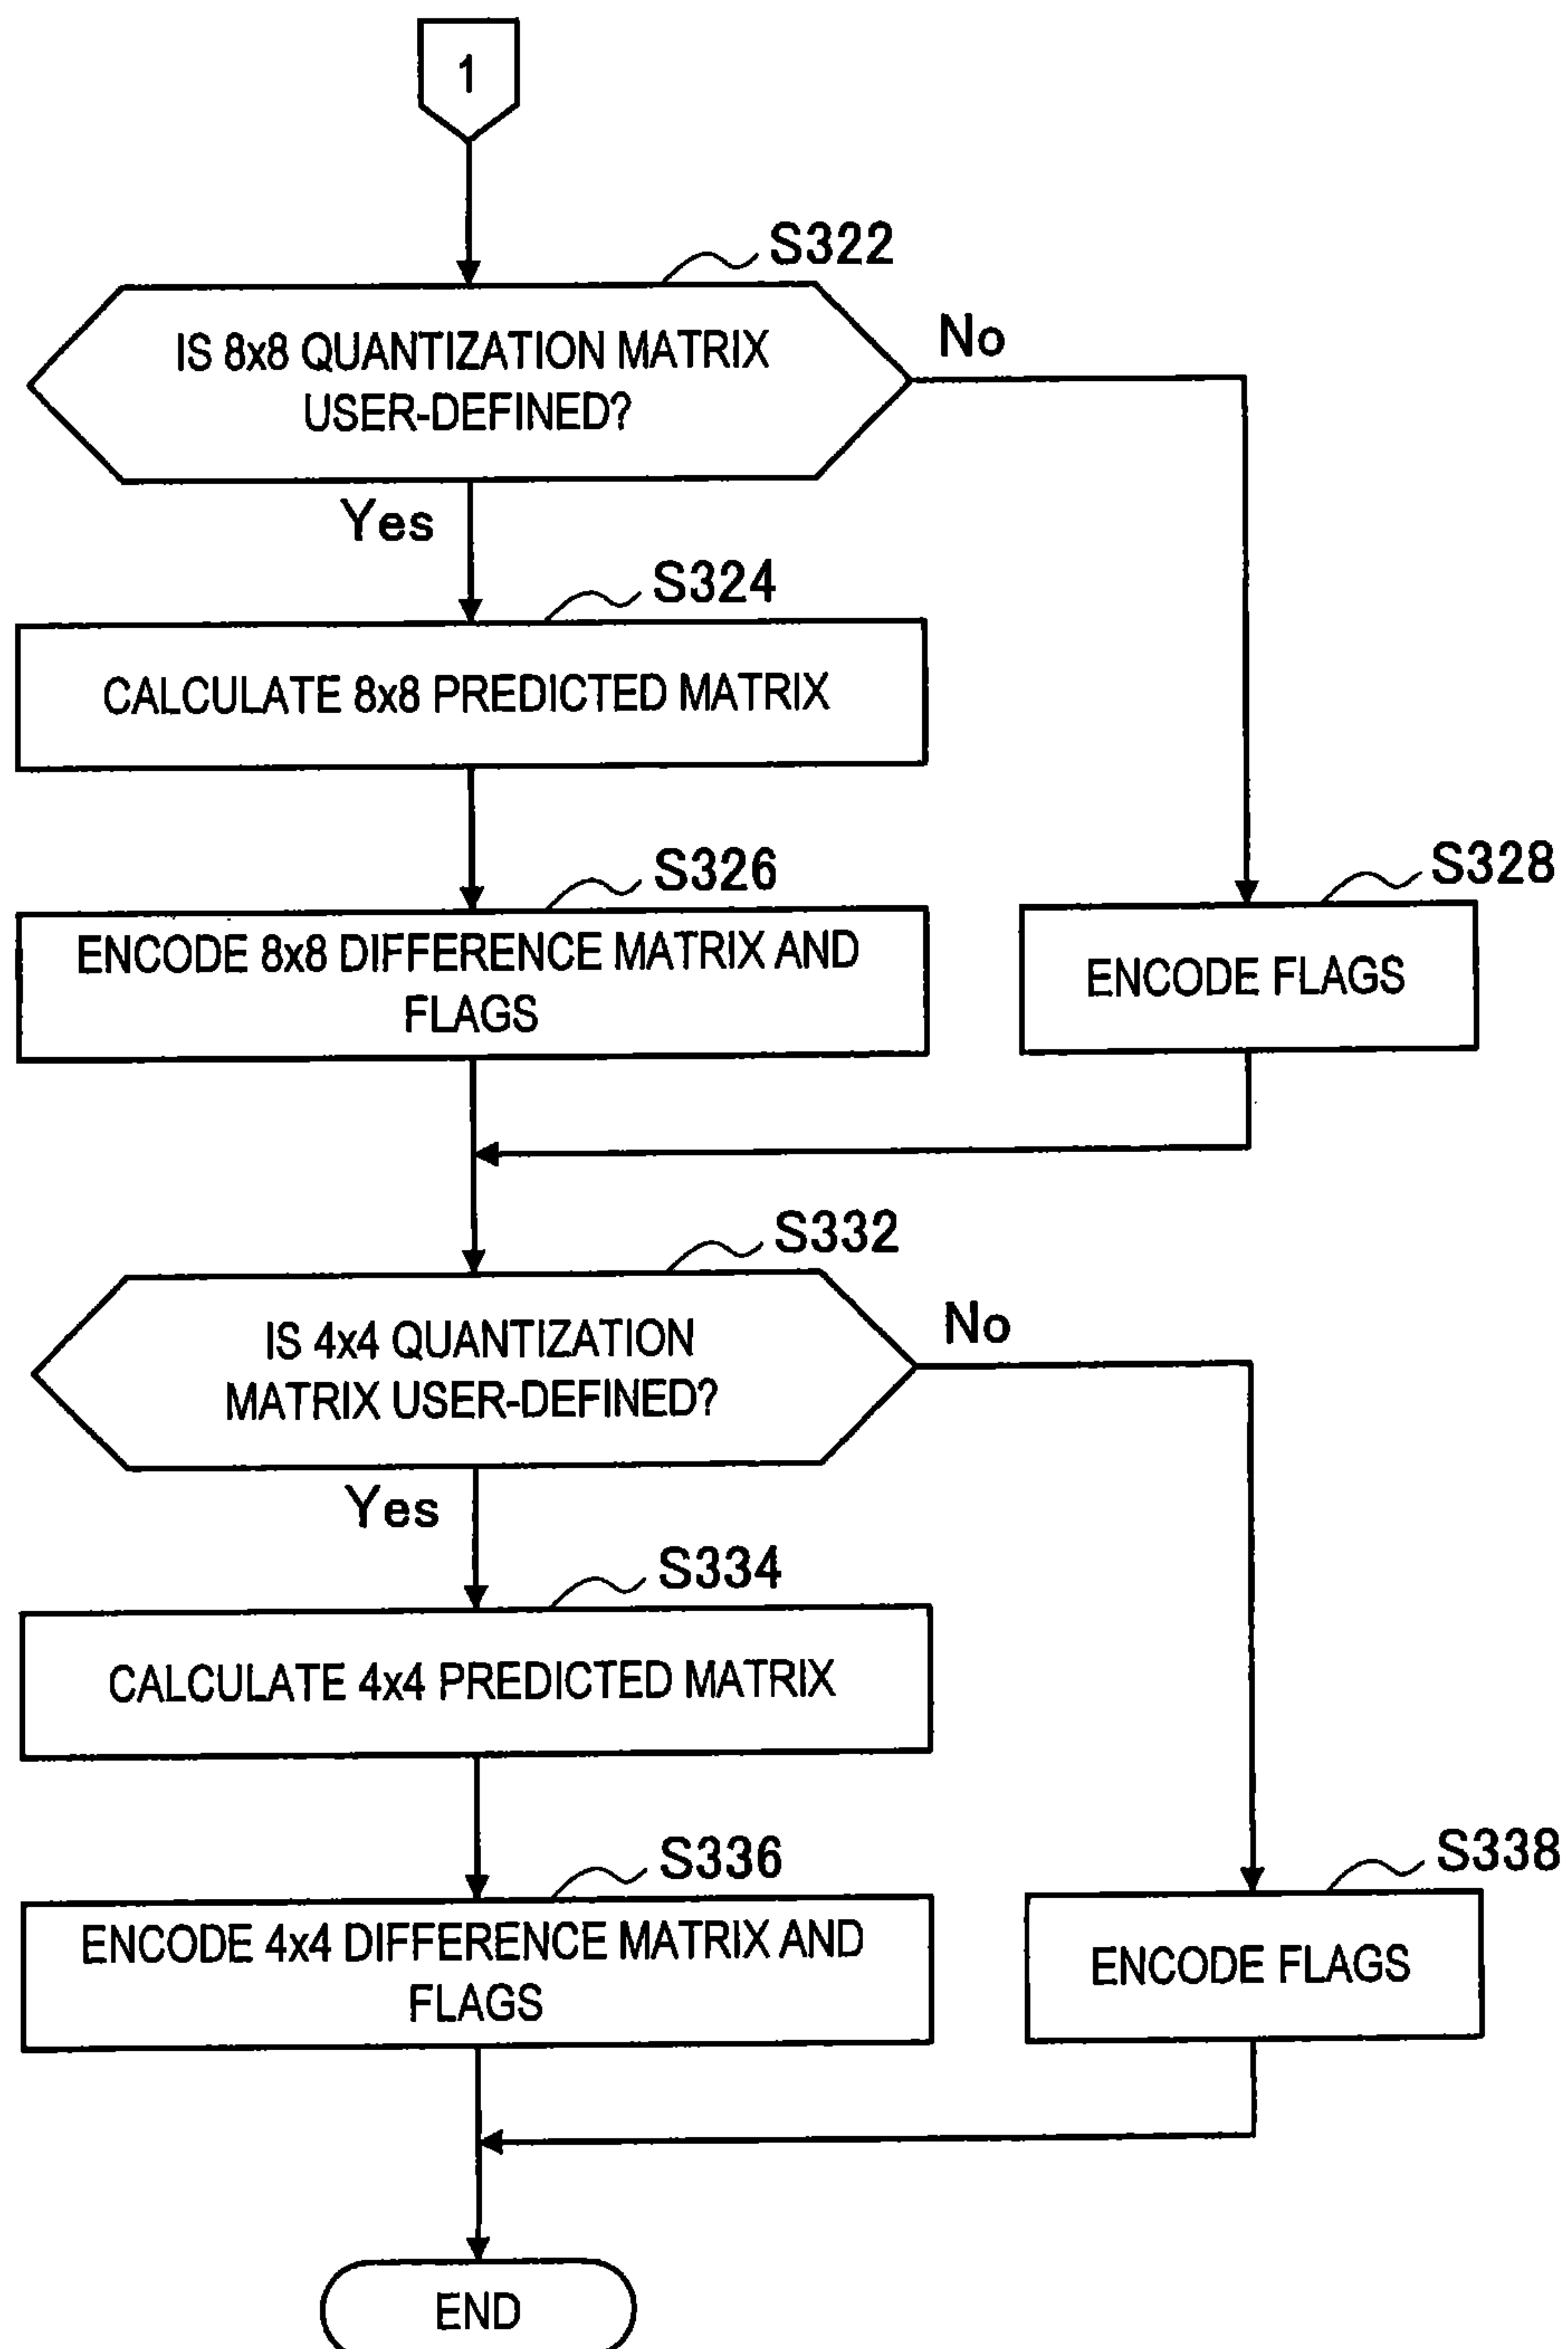 1
S322
IS 8x8 QUANTIZATION MATRIX
USER-DEFINED?
No
Yes
S324
CALCULATE 8x8 PREDICTED MATRIX
S326
ENCODE 8x8 DIFFERENCE MATRIX AND
FLAGS
S328
ENCODE FLAGS
S332
IS 4x4 QUANTIZATION
MATRIX USER-DEFINED?
No
Yes
S334
CALCULATE 4x4 PREDICTED MATRIX
S336
ENCODE 4x4 DIFFERENCE MATRIX AND
FLAGS
S338
ENCODE FLAGS
END